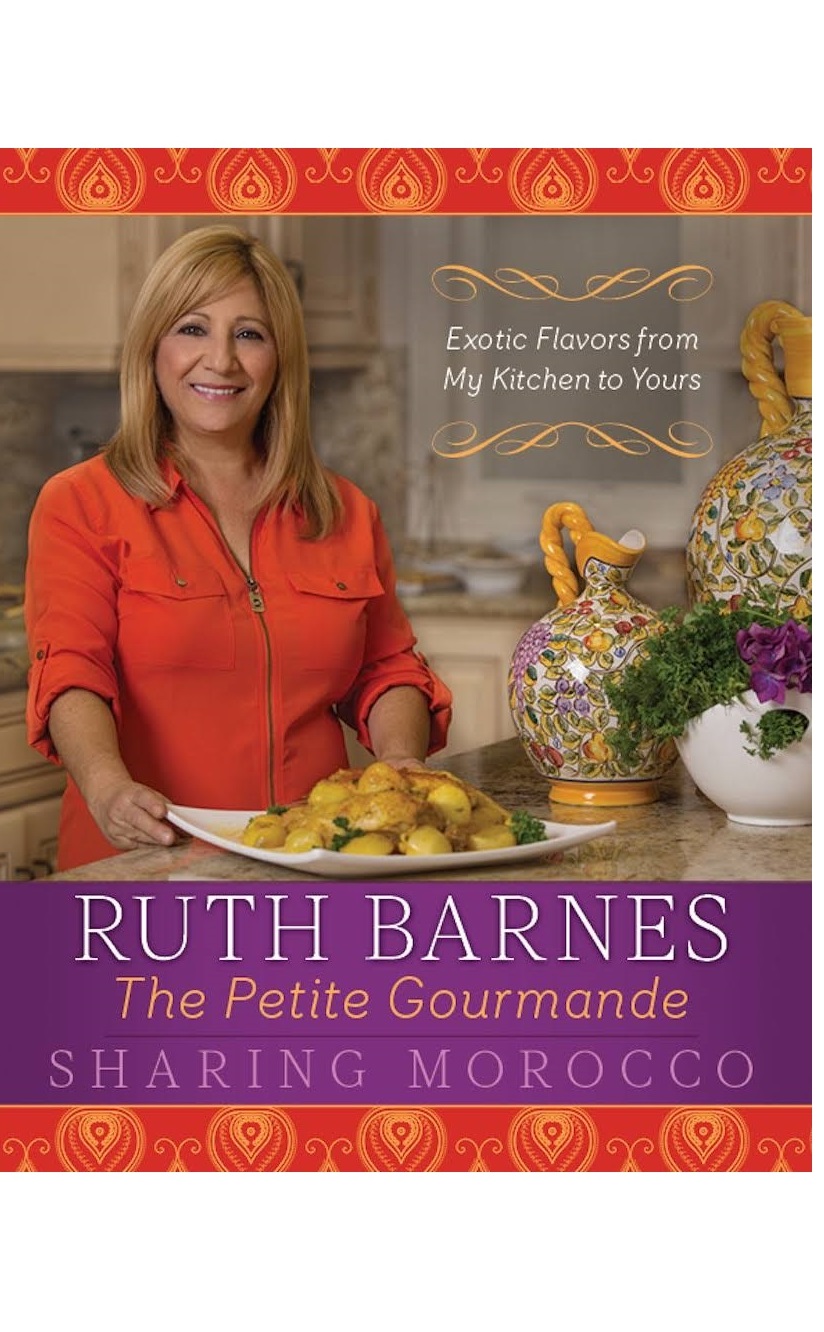 Exotic Flavors from
My Kitchen to Yours
RUTH BARNES
The Petite Gourmande
SHARING MOROCCO